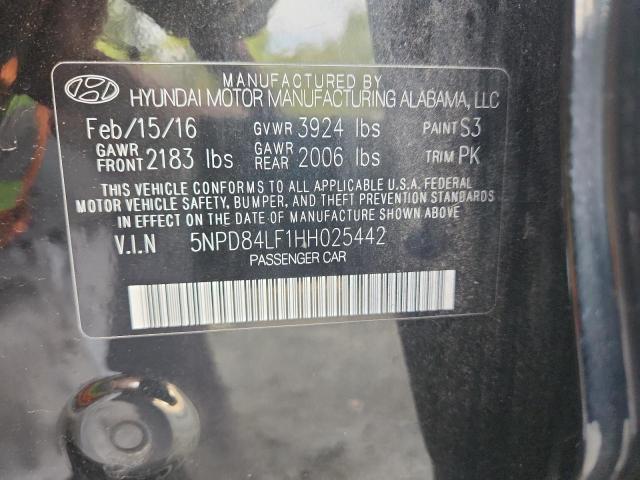 MANUFACTURED BY
HYUNDAI MOTOR MANUFACTURING ALABAMA, LLC
Feb/15/16 GVWR 3924 lbs PAINT S3
GAWR FRONT 2183 lbs GAWR REAR 2006 lbs TRIM PK
THIS VEHICLE CONFORMS TO ALL APPLICABLE U.S.A. FEDERAL
MOTOR VEHICLE SAFETY, BUMPER, AND THEFT PREVENTION STANDARDS
IN EFFECT ON THE DATE OF MANUFACTURE SHOWN ABOVE.
V.I.N 5NPD84LF1HH025442
PASSENGER CAR